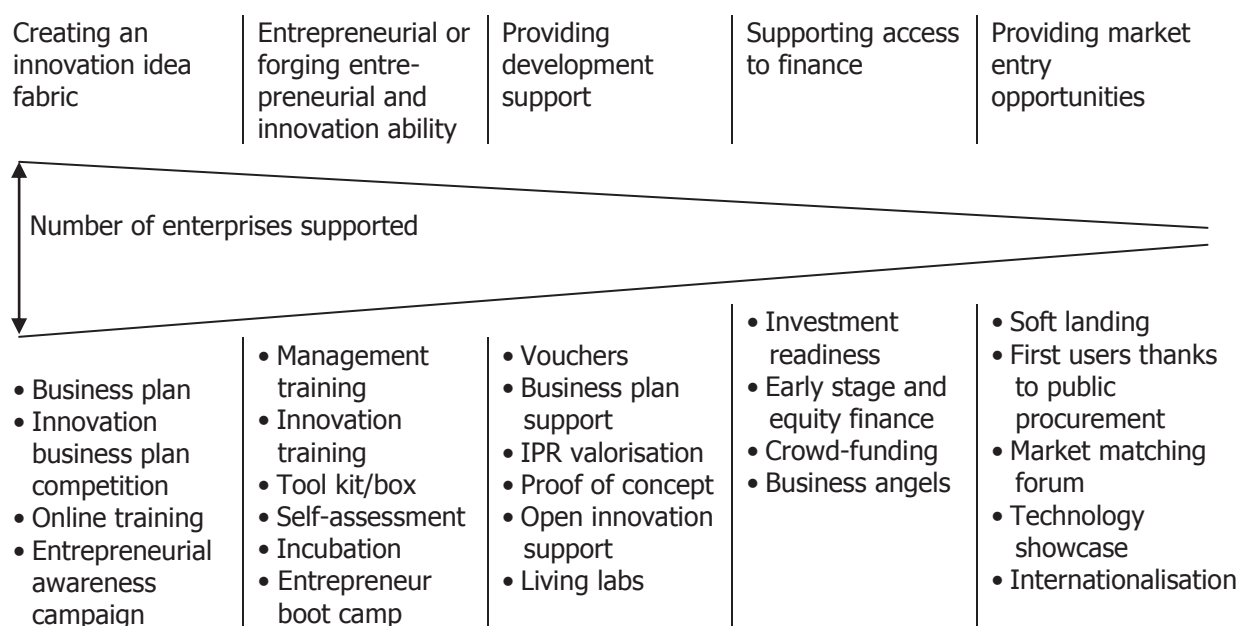 Creating an
innovation idea
fabric
Entrepreneurial or
forging entre-
preneurial and
innovation ability
Providing
development
support
Supporting access
to finance
Providing market
entry
opportunities
Number of enterprises supported
• Business plan
• Innovation
business plan
competition
• Online training
• Entrepreneurial
awareness
campaign
• Management
training
• Innovation
training
• Tool kit/box
• Self-assessment
• Incubation
• Entrepreneur
boot camp
• Vouchers
• Business plan
support
• IPR valorisation
• Proof of concept
• Open innovation
support
• Living labs
• Investment
readiness
• Early stage and
equity finance
• Crowd-funding
• Business angels
• Soft landing
• First users thanks
to public
procurement
• Market matching
forum
• Technology
showcase
• Internationalisation